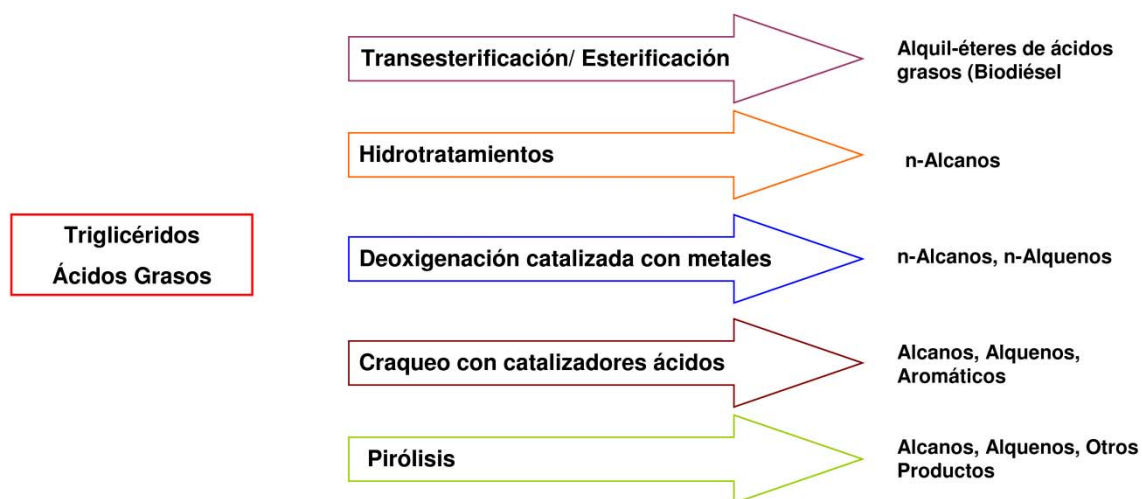 Transesterificación/ Esterificación
Alquil-éteres de ácidos
grasos (Biodiésel
Hidrotratamientos
n-Alcanos
Triglicéridos
Ácidos Grasos
Deoxigenación catalizada con metales
n-Alcanos, n-Alquenos
Craqueo con catalizadores ácidos
Alcanos, Alquenos,
Aromáticos
Pirólisis
Alcanos, Alquenos, Otros
Productos